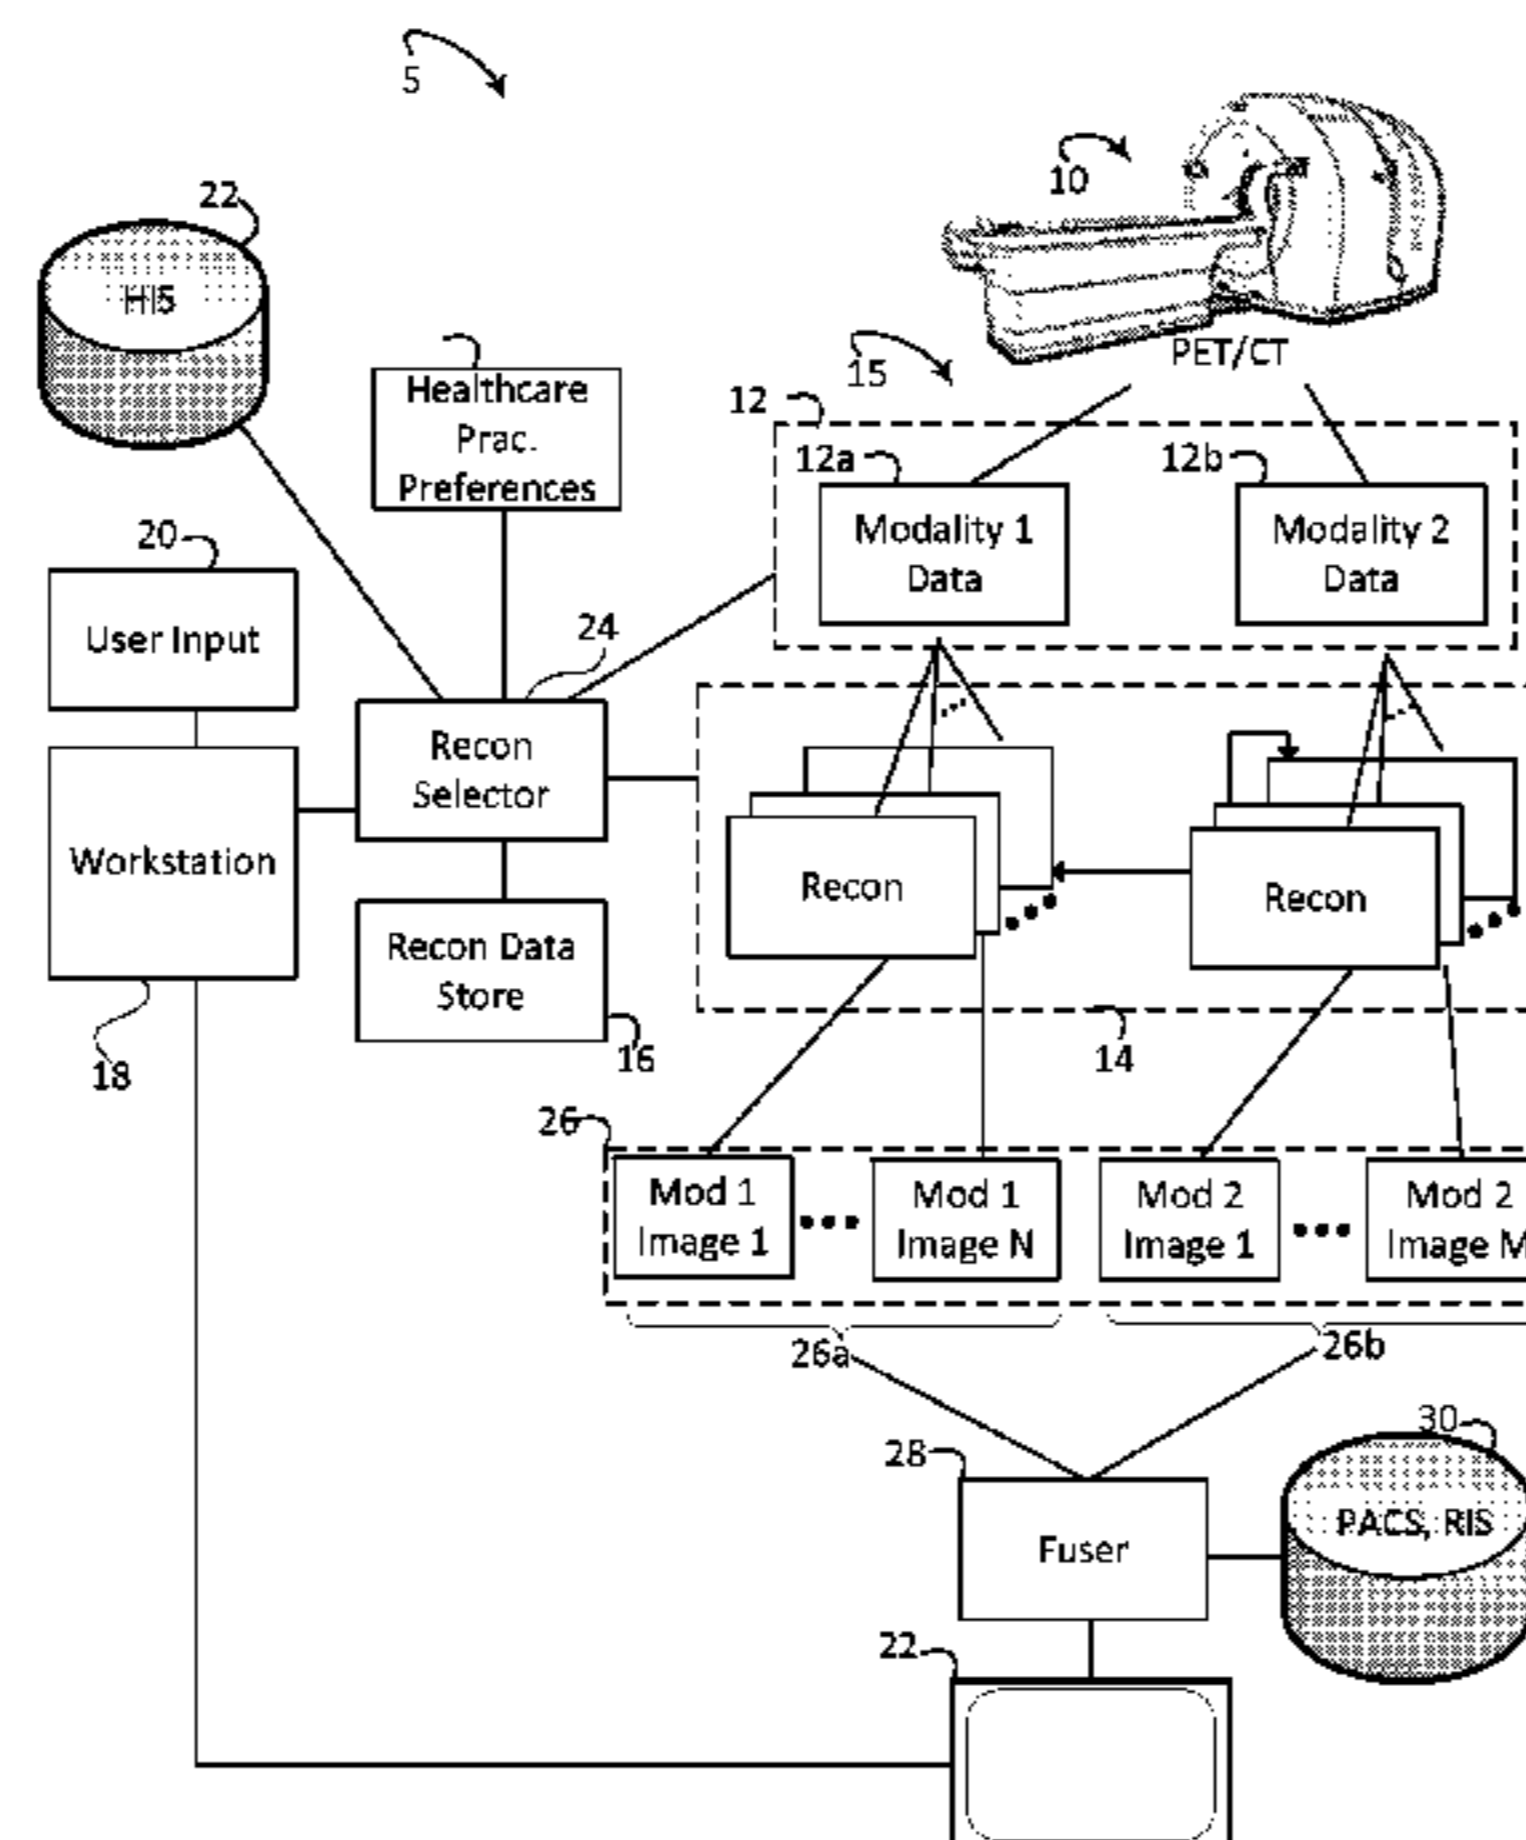 5
10
22
HIS
PET/CT
15
Healthcare
Prac.
Preferences
12
12a
12b
Modality 1
Data
Modality 2
Data
20
User Input
24
Recon
Selector
Workstation
Recon
Recon
Recon Data
Store
18
16
14
26
Mod 1
Image 1
Mod 1
Image N
Mod 2
Image 1
Mod 2
Image M
26a
26b
28
30
Fuser
PACS, RIS
22